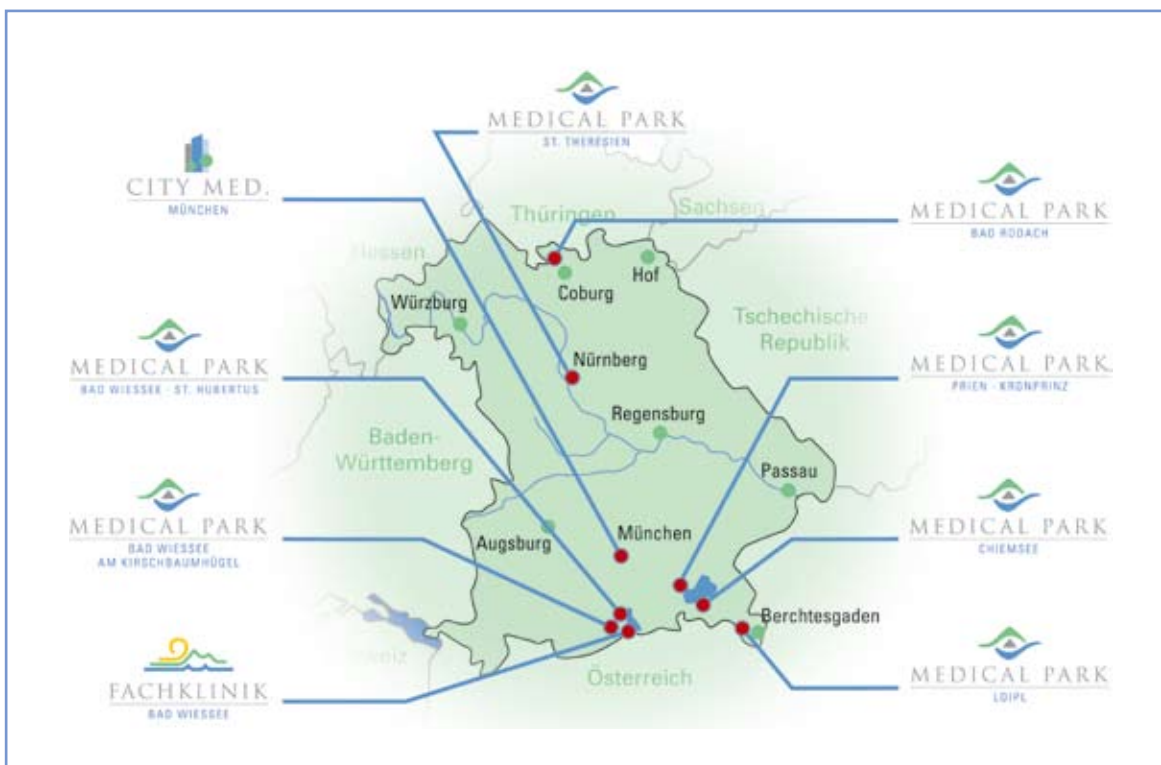 MEDICAL PARK
ST. THERESIEN
CITY MED.
MÜNCHEN
MEDICAL PARK
BAD RODACH
MEDICAL PARK
BAD WIESSEE - ST. HUBERTUS
MEDICAL PARK
PRIEN - KRONPRINZ
MEDICAL PARK
BAD WIESSEE
AM KIRSCHBAUMHÜGEL
MEDICAL PARK
CHIEMSEE
FACHKLINIK
BAD WIESSEE
MEDICAL PARK
LOIPL
Thüringen
Sachsen
Hessen
Hof
Coburg
Würzburg
Tschechische
Republik
Nürnberg
Regensburg
Baden-
Württemberg
Passau
München
Augsburg
Berchtesgaden
Österreich